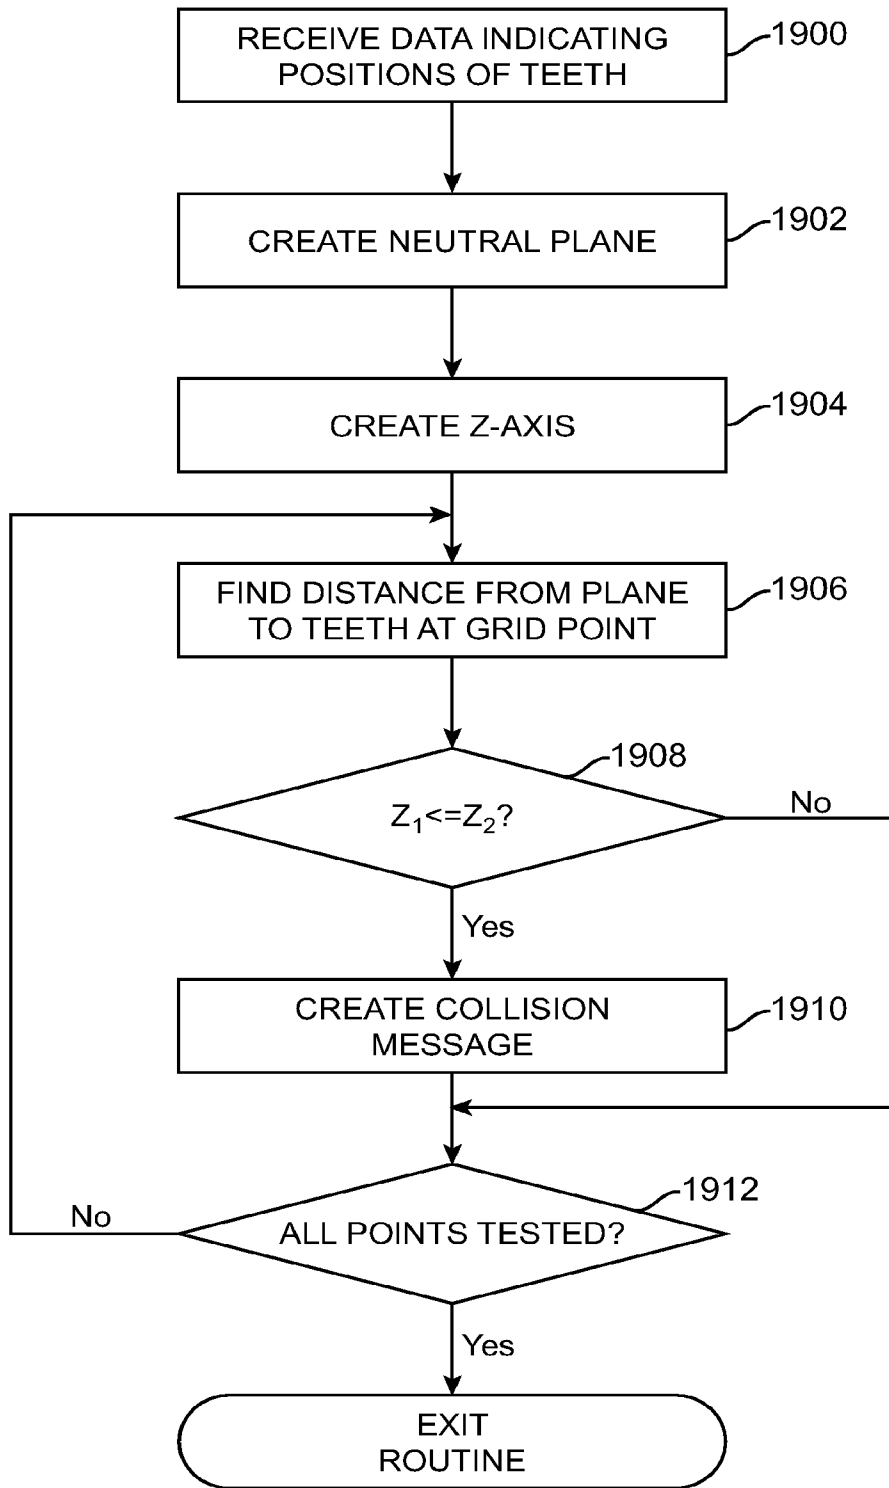 RECEIVE DATA INDICATING
POSITIONS OF TEETH
1900
CREATE NEUTRAL PLANE
1902
CREATE Z-AXIS
1904
FIND DISTANCE FROM PLANE
TO TEETH AT GRID POINT
1906
1908
Z₁<=Z₂?
No
Yes
CREATE COLLISION
MESSAGE
1910
1912
ALL POINTS TESTED?
No
Yes
EXIT
ROUTINE